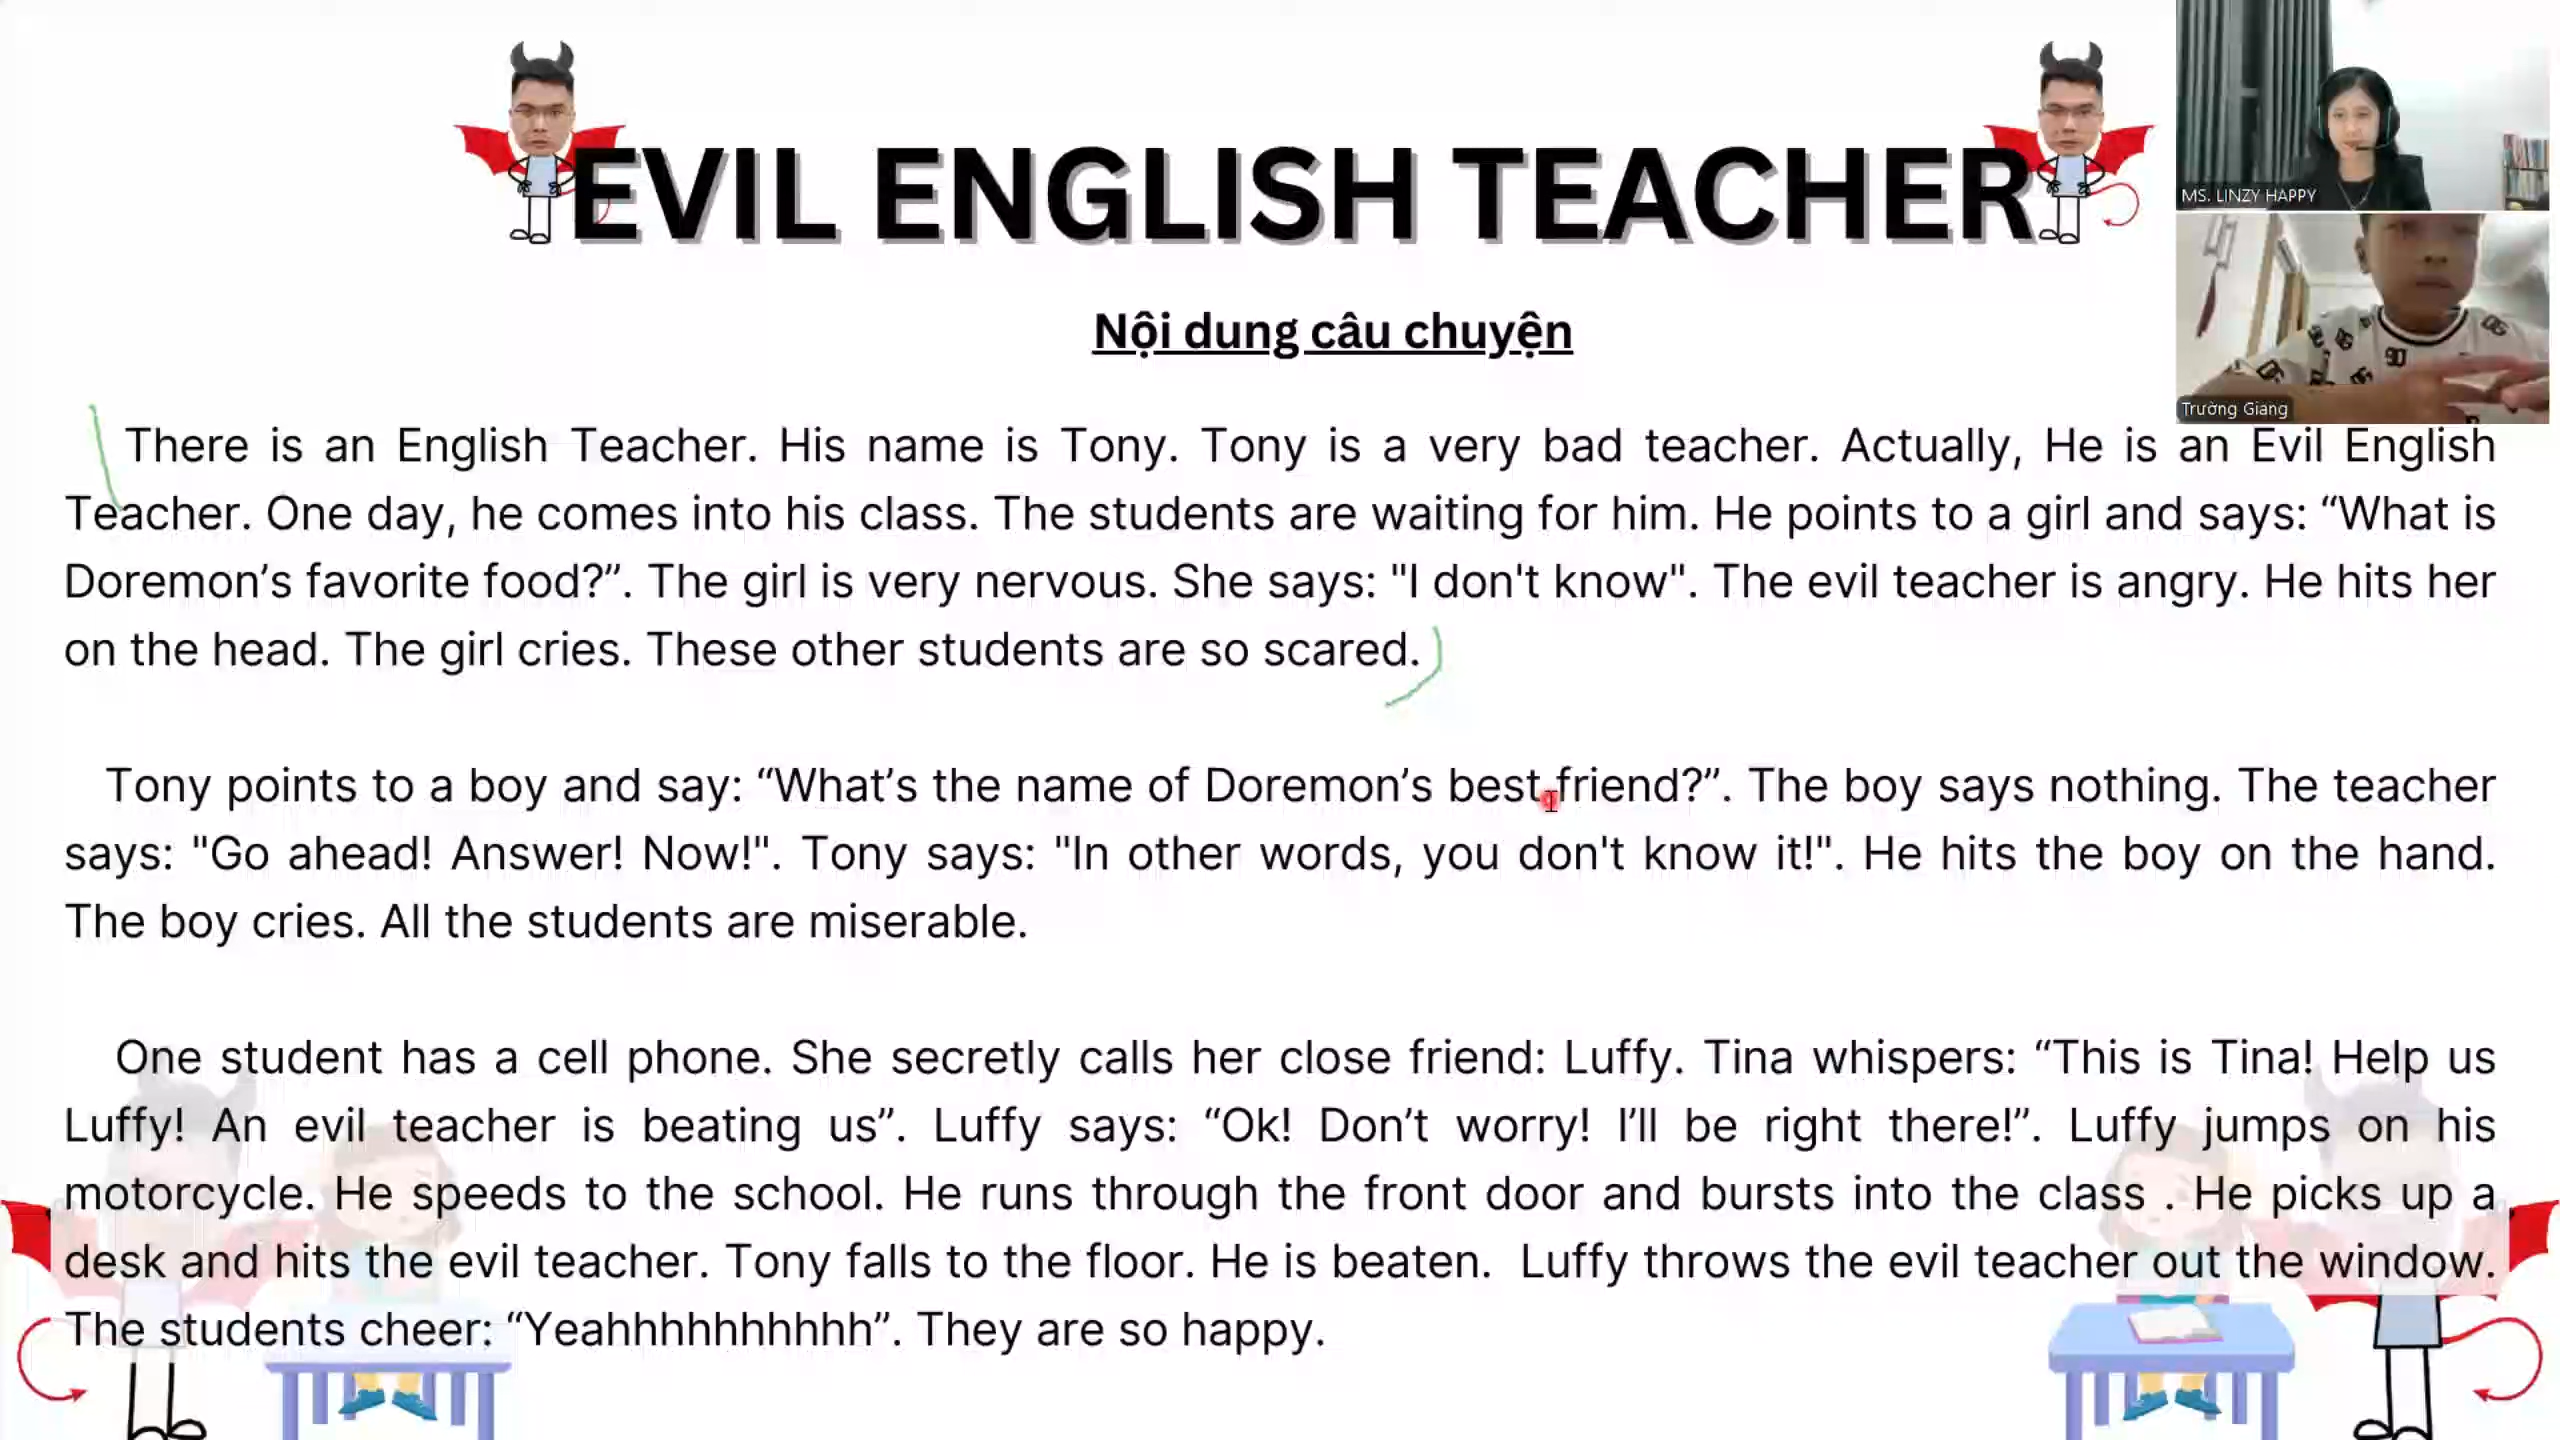 EVIL ENGLISH TEACHER
MS. LINZY HAPPY
Trường Giang
Nội dung câu chuyện
There is an English Teacher. His name is Tony. Tony is a very bad teacher. Actually, He is an Evil English
Teacher. One day, he comes into his class. The students are waiting for him. He points to a girl and says: “What is
Doremon’s favorite food?”. The girl is very nervous. She says: "I don't know". The evil teacher is angry. He hits her
on the head. The girl cries. These other students are so scared.
Tony points to a boy and say: “What’s the name of Doremon’s best friend?”. The boy says nothing. The teacher
says: "Go ahead! Answer! Now!". Tony says: "In other words, you don't know it!". He hits the boy on the hand.
The boy cries. All the students are miserable.
One student has a cell phone. She secretly calls her close friend: Luffy. Tina whispers: “This is Tina! Help us
Luffy! An evil teacher is beating us”. Luffy says: “Ok! Don’t worry! I’ll be right there!”. Luffy jumps on his
motorcycle. He speeds to the school. He runs through the front door and bursts into the class . He picks up a
desk and hits the evil teacher. Tony falls to the floor. He is beaten. Luffy throws the evil teacher out the window.
The students cheer: “Yeahhhhhhhhhhh”. They are so happy.